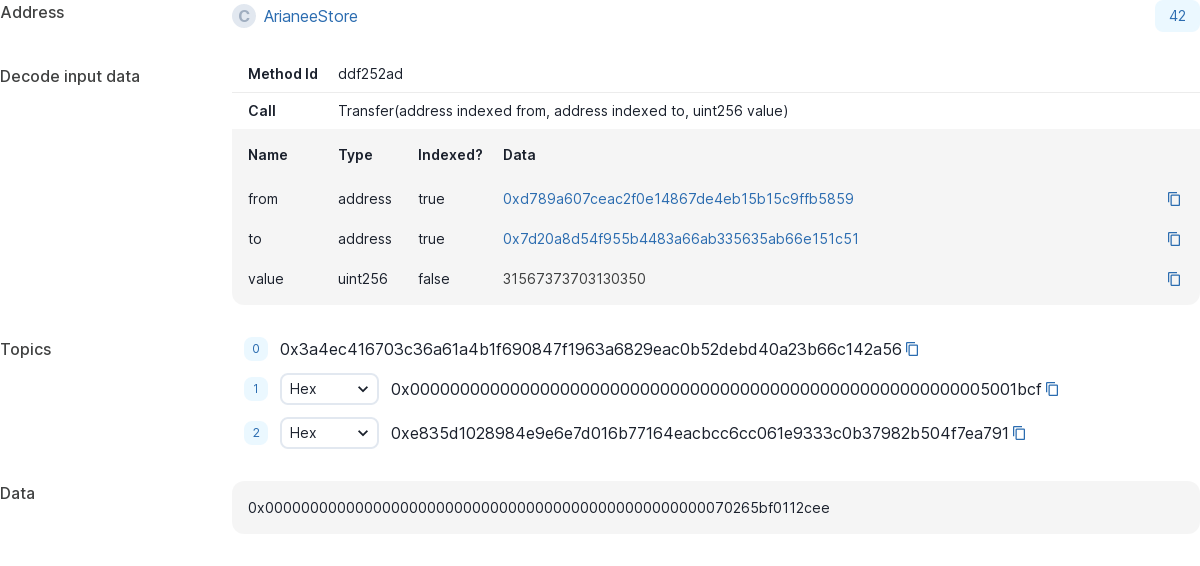 Address
C ArianeeStore
42
Decode input data
Method Id ddf252ad
Call Transfer(address indexed from, address indexed to, uint256 value)
Name Type Indexed? Data
from address true 0xd789a607ceac2f0e14867de4eb15b15c9ffb5859
to address true 0x7d20a8d54f955b4483a66ab335635ab66e151c51
value uint256 false 31567373703130350
Topics
0 0x3a4ec416703c36a61a4b1f690847f1963a6829eac0b52debd40a23b66c142a56
1 Hex 0x0000000000000000000000000000000000000000000000000000000005001bcf
2 Hex 0xe835d1028984e9e6e7d016b77164eacbcc6cc061e9333c0b37982b504f7ea791
Data
0x0000000000000000000000000000000000000000000000000070265bf0112cee